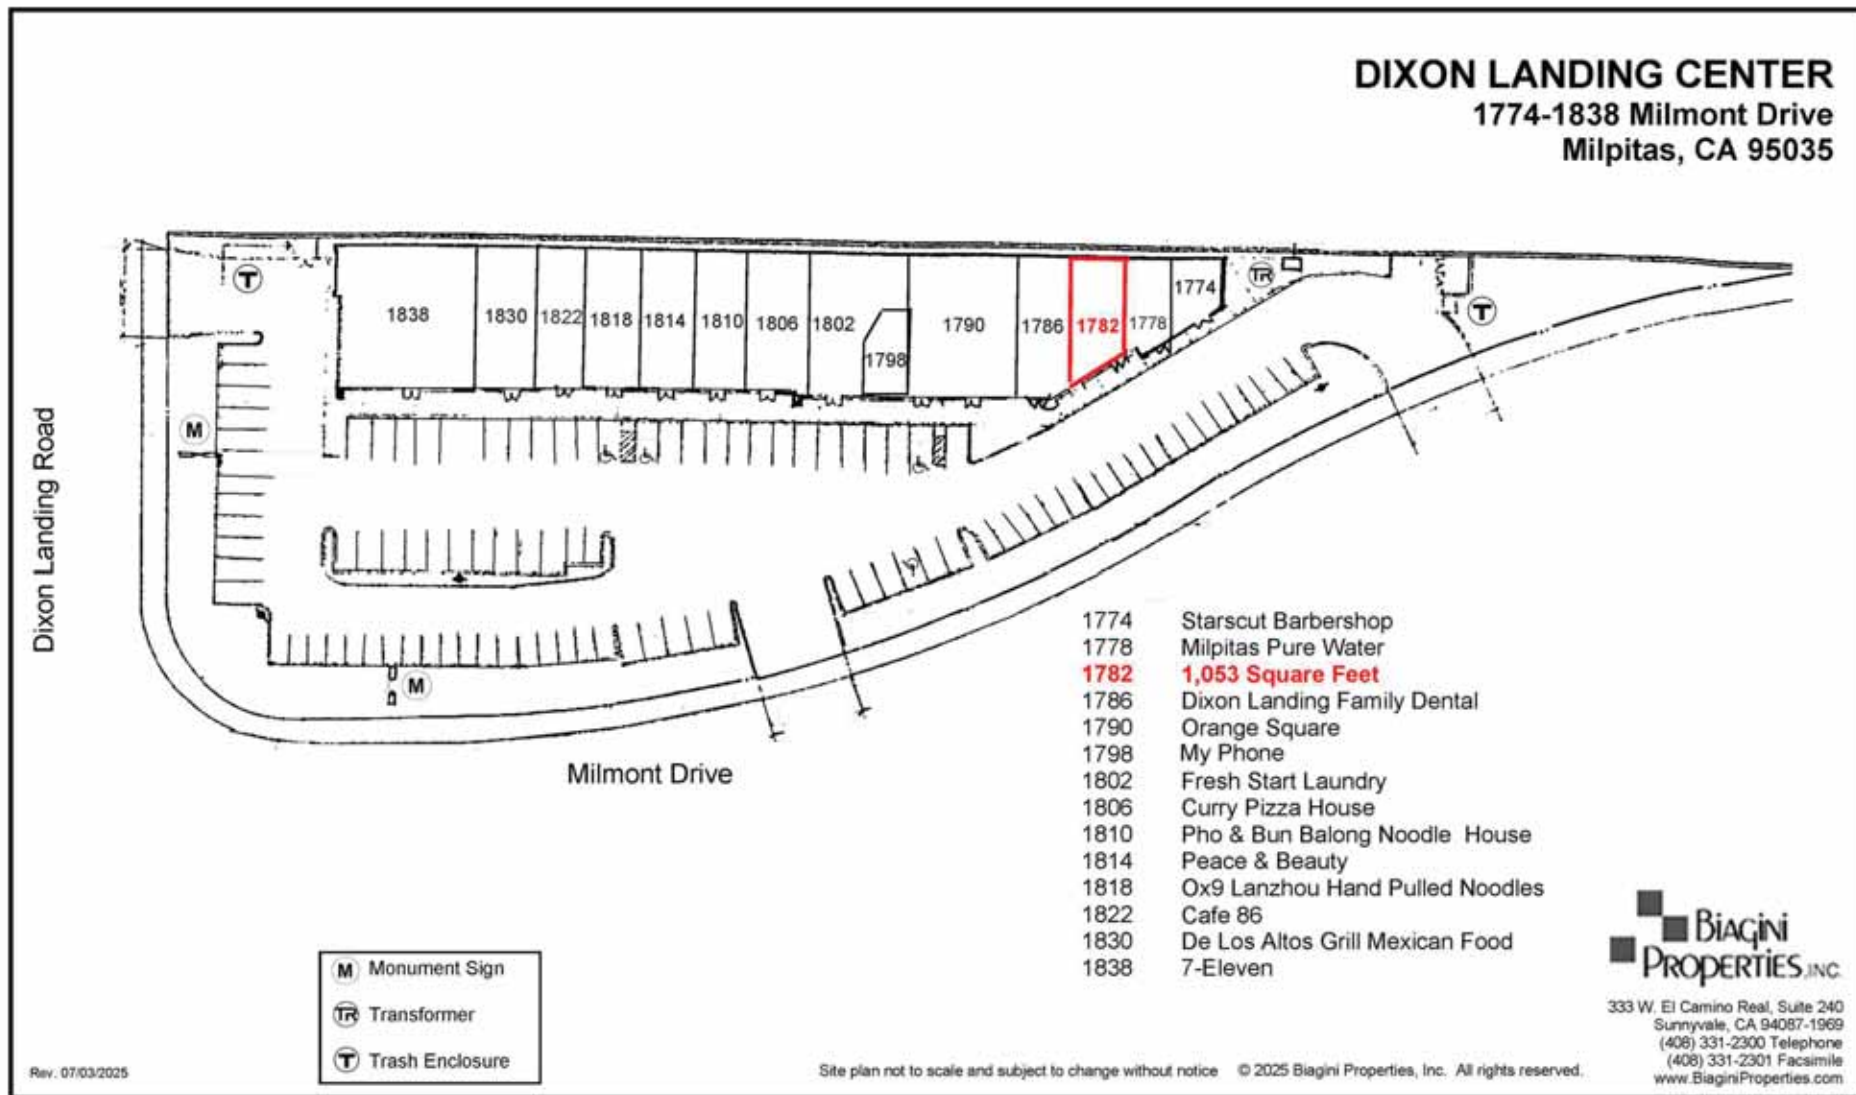 DIXON LANDING CENTER
1774-1838 Milmont Drive
Milpitas, CA 95035
T
TR
T
1838
1830
1822
1818
1814
1810
1806
1802
1798
1790
1786
1782
1778
1774
M
Dixon Landing Road
M
Milmont Drive
1774 Starscut Barbershop
1778 Milpitas Pure Water
1782 1,053 Square Feet
1786 Dixon Landing Family Dental
1790 Orange Square
1798 My Phone
1802 Fresh Start Laundry
1806 Curry Pizza House
1810 Pho & Bun Balong Noodle House
1814 Peace & Beauty
1818 Ox9 Lanzhou Hand Pulled Noodles
1822 Cafe 86
1830 De Los Altos Grill Mexican Food
1838 7-Eleven
M Monument Sign
TR Transformer
T Trash Enclosure
BIAGINI
PROPERTIES, INC.
333 W. El Camino Real, Suite 240
Sunnyvale, CA 94087-1969
(408) 331-2300 Telephone
(408) 331-2301 Facsimile
www.BiaginiProperties.com
Rev. 07/03/2025
Site plan not to scale and subject to change without notice © 2025 Biagini Properties, Inc. All rights reserved.